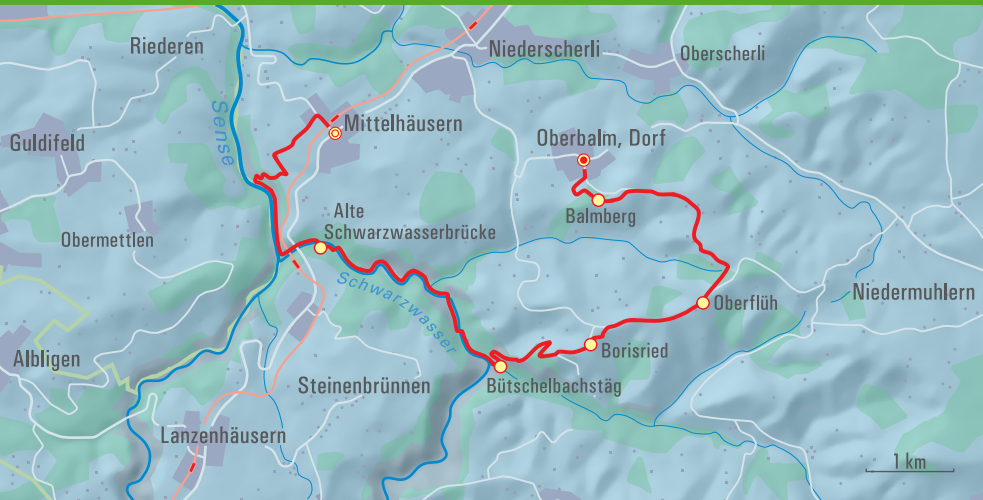 Riederen
Niederscherli
Oberscherli
Sense
Mittelhäusern
Guldifeld
Oberbalm, Dorf
Balmberg
Alte
Schwarzwasserbrücke
Obermettlen
Schwarzwasser
Niedermuhlern
Oberflüh
Borisried
Albligen
Steinenbrünnen
Bütschelbachstäg
Lanzenhäusern
1 km